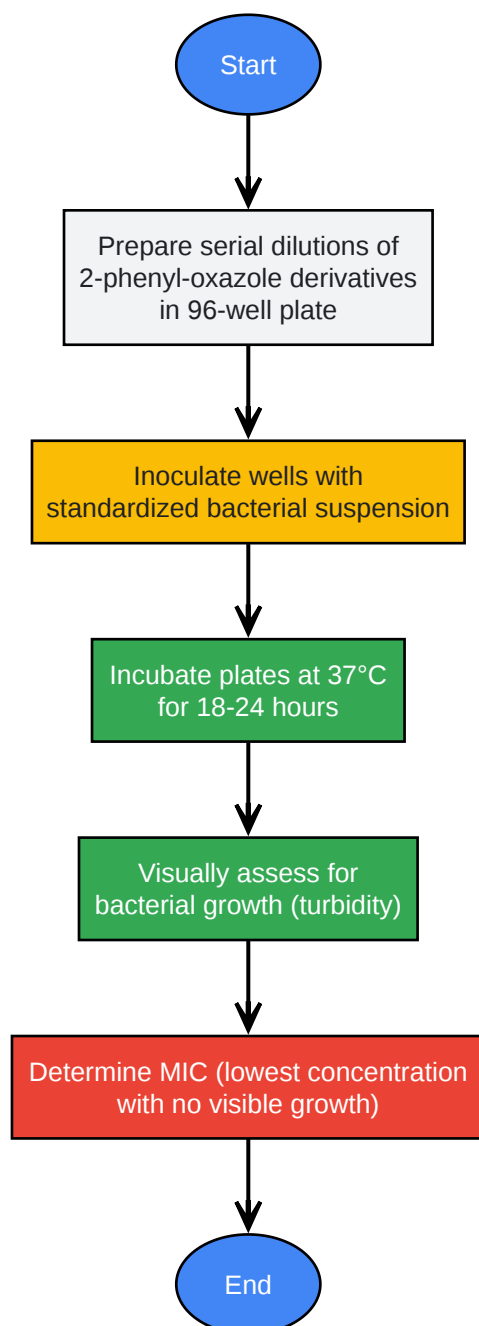 Start
Prepare serial dilutions of
2-phenyl-oxazole derivatives
in 96-well plate
Inoculate wells with
standardized bacterial suspension
Incubate plates at 37°C
for 18-24 hours
Visually assess for
bacterial growth (turbidity)
Determine MIC (lowest concentration
with no visible growth)
End